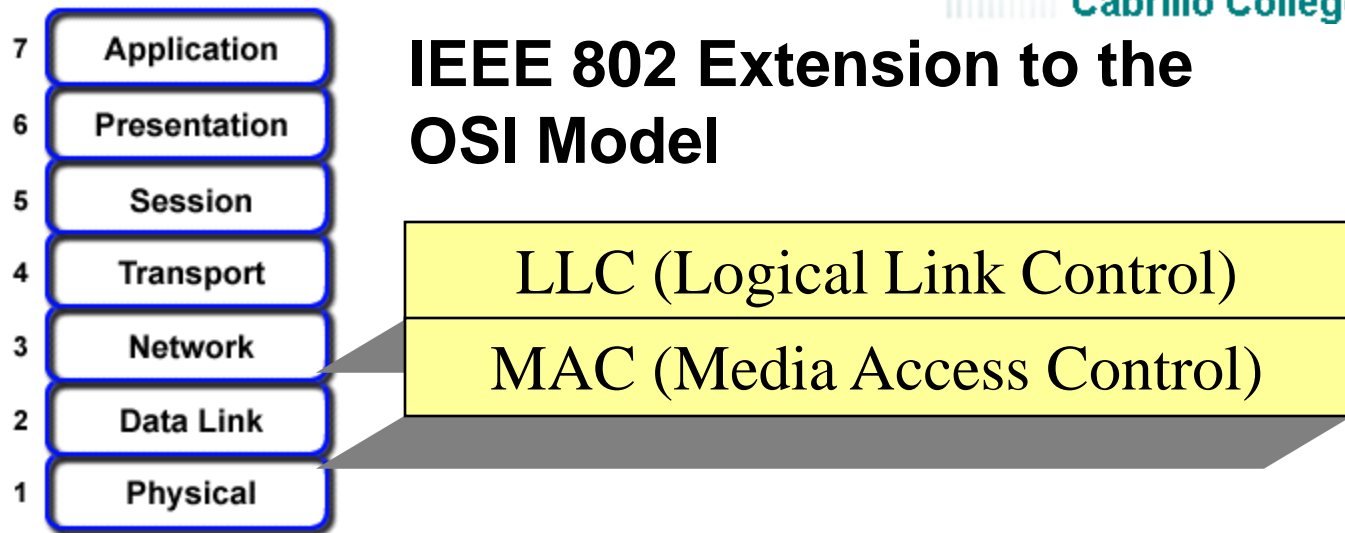 Cabrillo College
IEEE 802 Extension to the
OSI Model
7 Application
6 Presentation
5 Session
4 Transport
3 Network
2 Data Link
1 Physical
LLC (Logical Link Control)
MAC (Media Access Control)